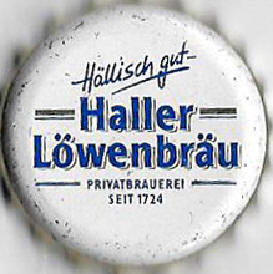 Hällisch gut
Haller
Löwenbräu
PRIVATBRAUEREI
SEIT 1724